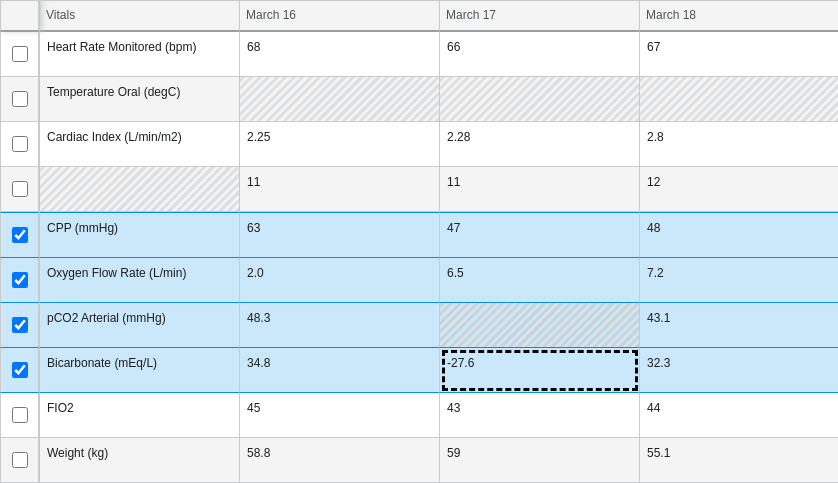 Vitals March 16 March 17 March 18
Heart Rate Monitored (bpm) 68 66 67
Temperature Oral (degC)
Cardiac Index (L/min/m2) 2.25 2.28 2.8
11 11 12
CPP (mmHg) 63 47 48
Oxygen Flow Rate (L/min) 2.0 6.5 7.2
pCO2 Arterial (mmHg) 48.3 43.1
Bicarbonate (mEq/L) 34.8 -27.6 32.3
FIO2 45 43 44
Weight (kg) 58.8 59 55.1